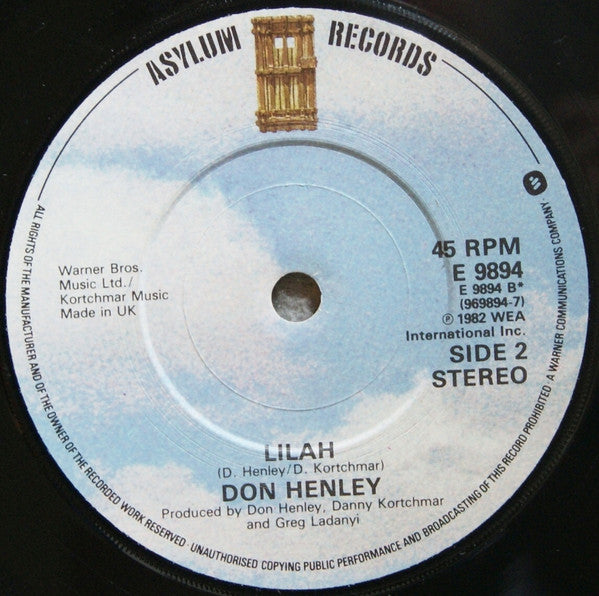 ASYLUM RECORDS
Warner Bros.
Music Ltd./
Kortchmar Music
Made in UK
45 RPM
E 9894
E 9894 B*
(969894-7)
℗ 1982 WEA
International Inc.
SIDE 2
STEREO
LILAH
(D. Henley/D. Kortchmar)
DON HENLEY
Produced by Don Henley, Danny Kortchmar
and Greg Ladanyi
ALL RIGHTS OF THE MANUFACTURER AND OF THE OWNER OF THE RECORDED WORK RESERVED · UNAUTHORISED COPYING PUBLIC PERFORMANCE AND BROADCASTING OF THIS RECORD PROHIBITED · A WARNER COMMUNICATIONS COMPANY ·